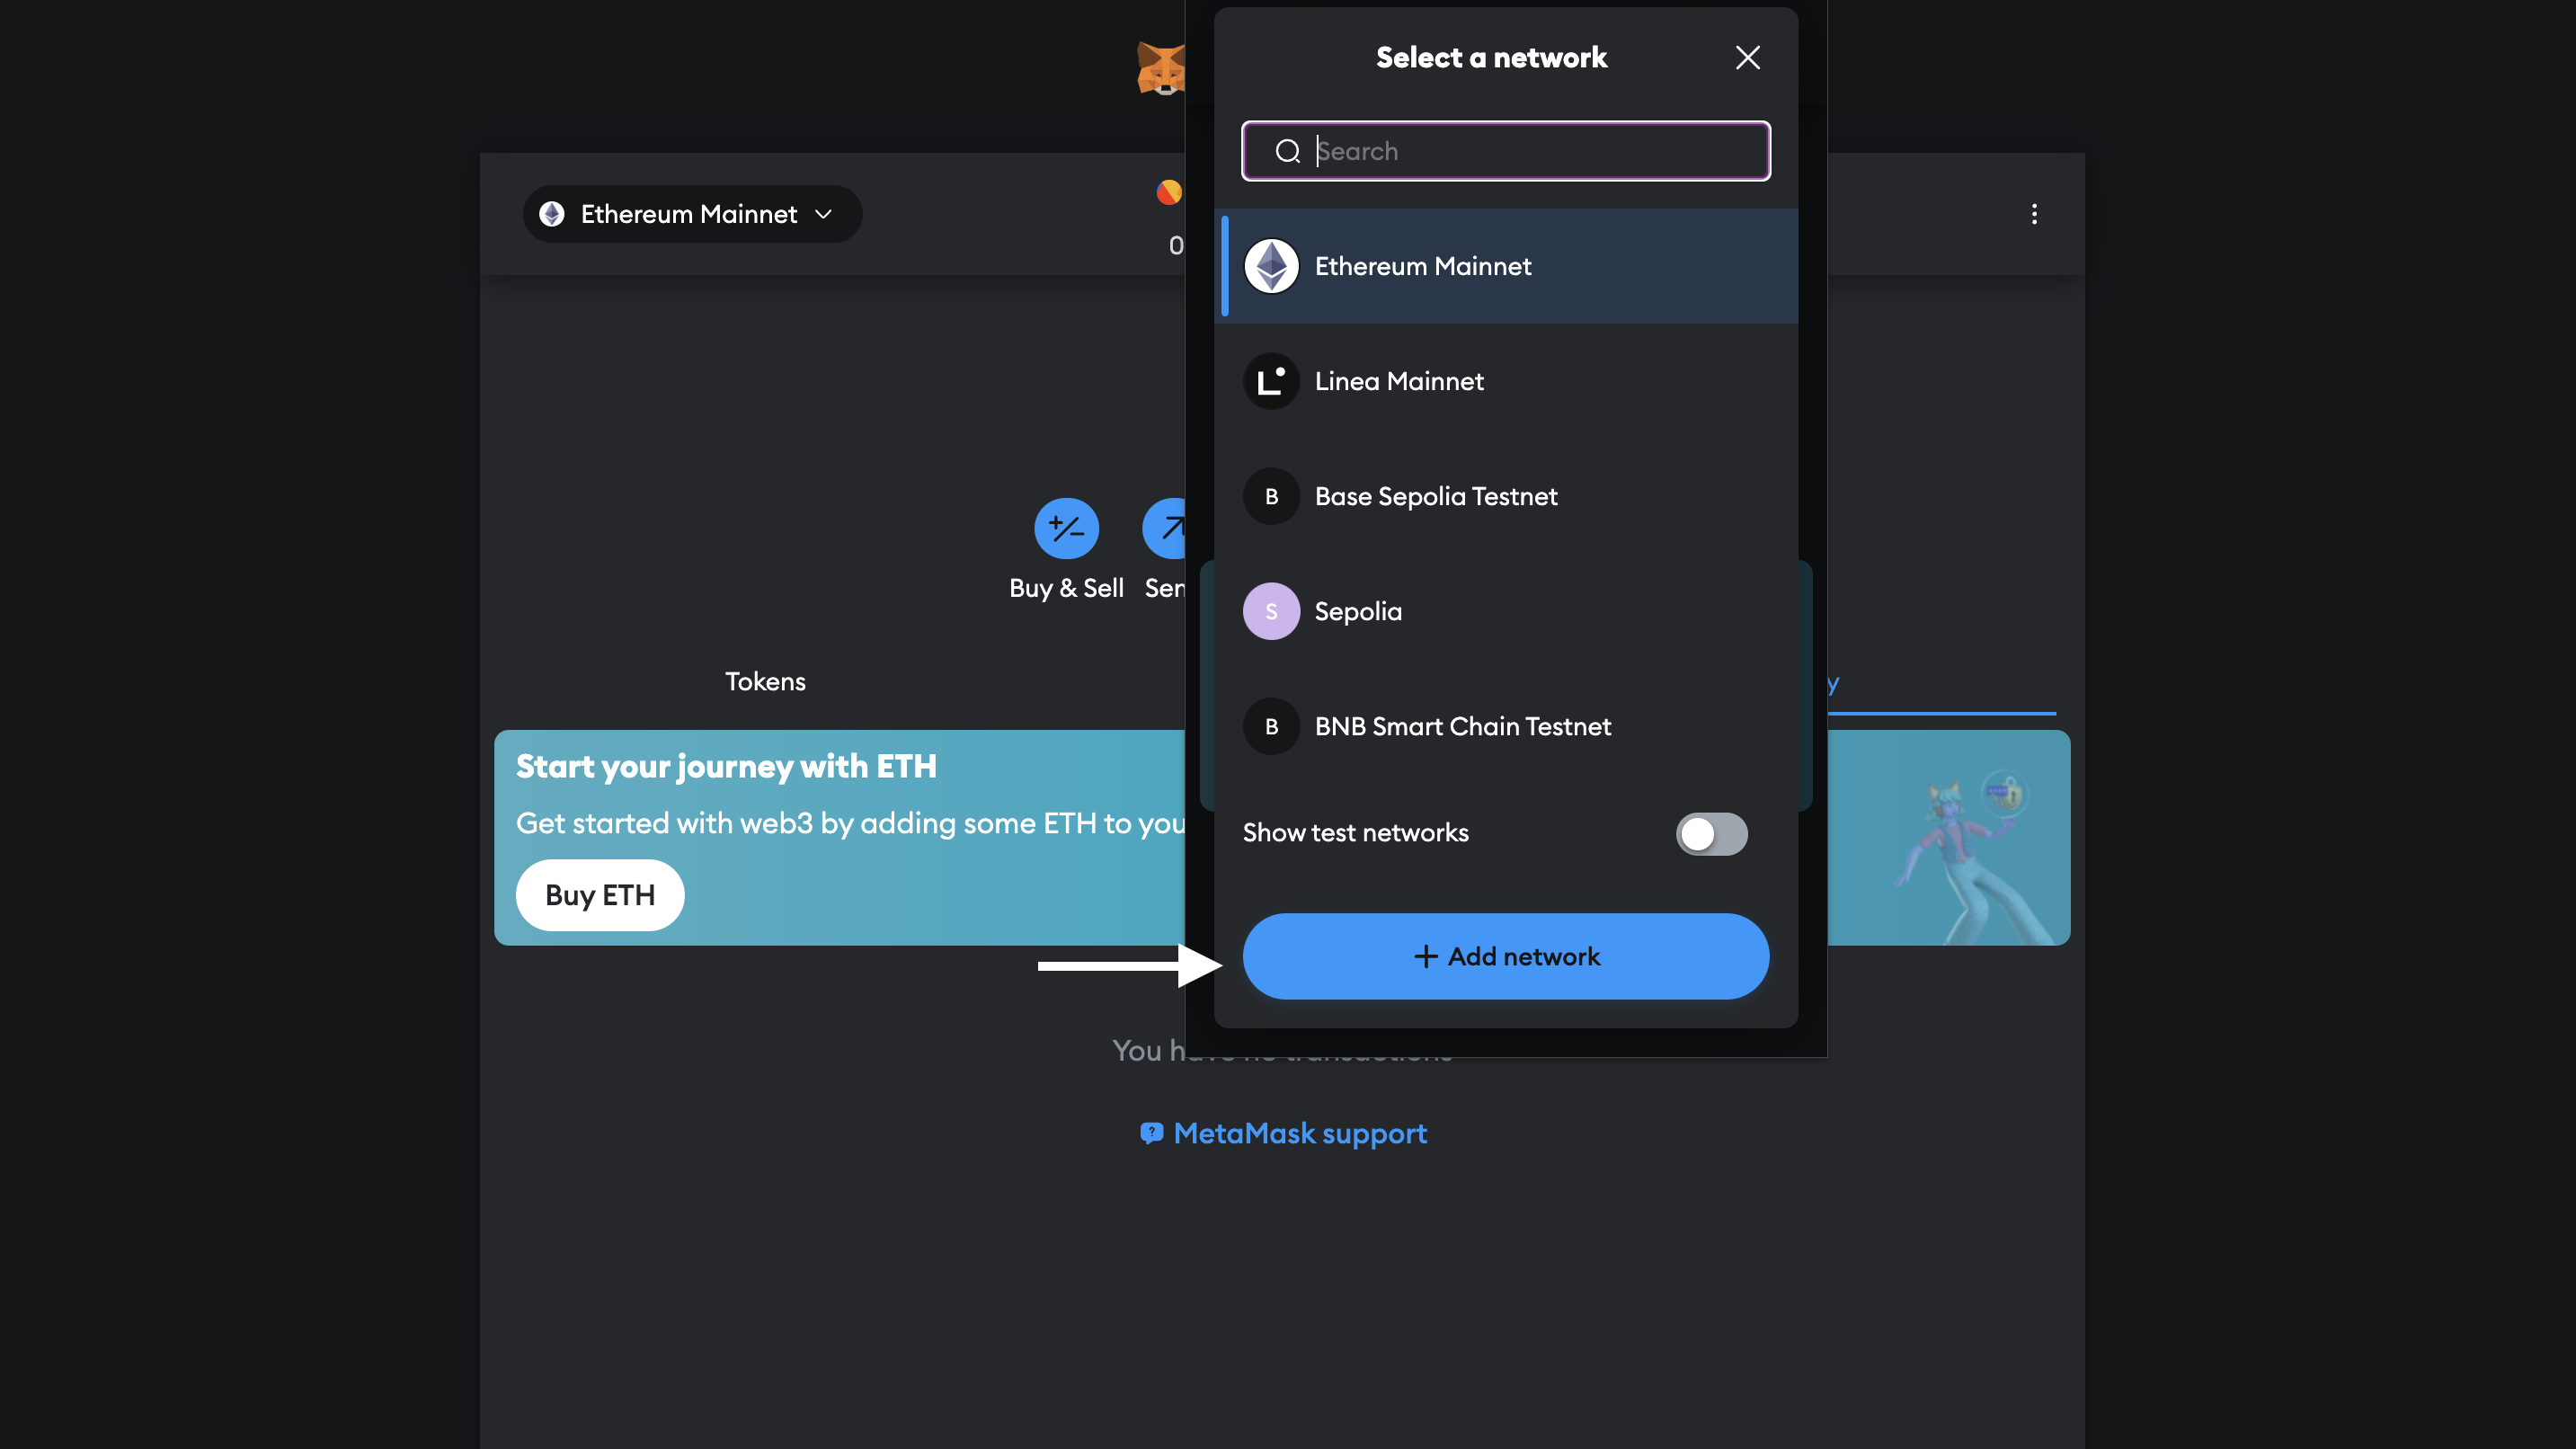 Select a network
Search
Ethereum Mainnet
0
Ethereum Mainnet
Linea Mainnet
B Base Sepolia Testnet
S Sepolia
B BNB Smart Chain Testnet
Show test networks
+ Add network
Buy & Sell
Tokens
y
Start your journey with ETH
Get started with web3 by adding some ETH to you
Buy ETH
You
MetaMask support